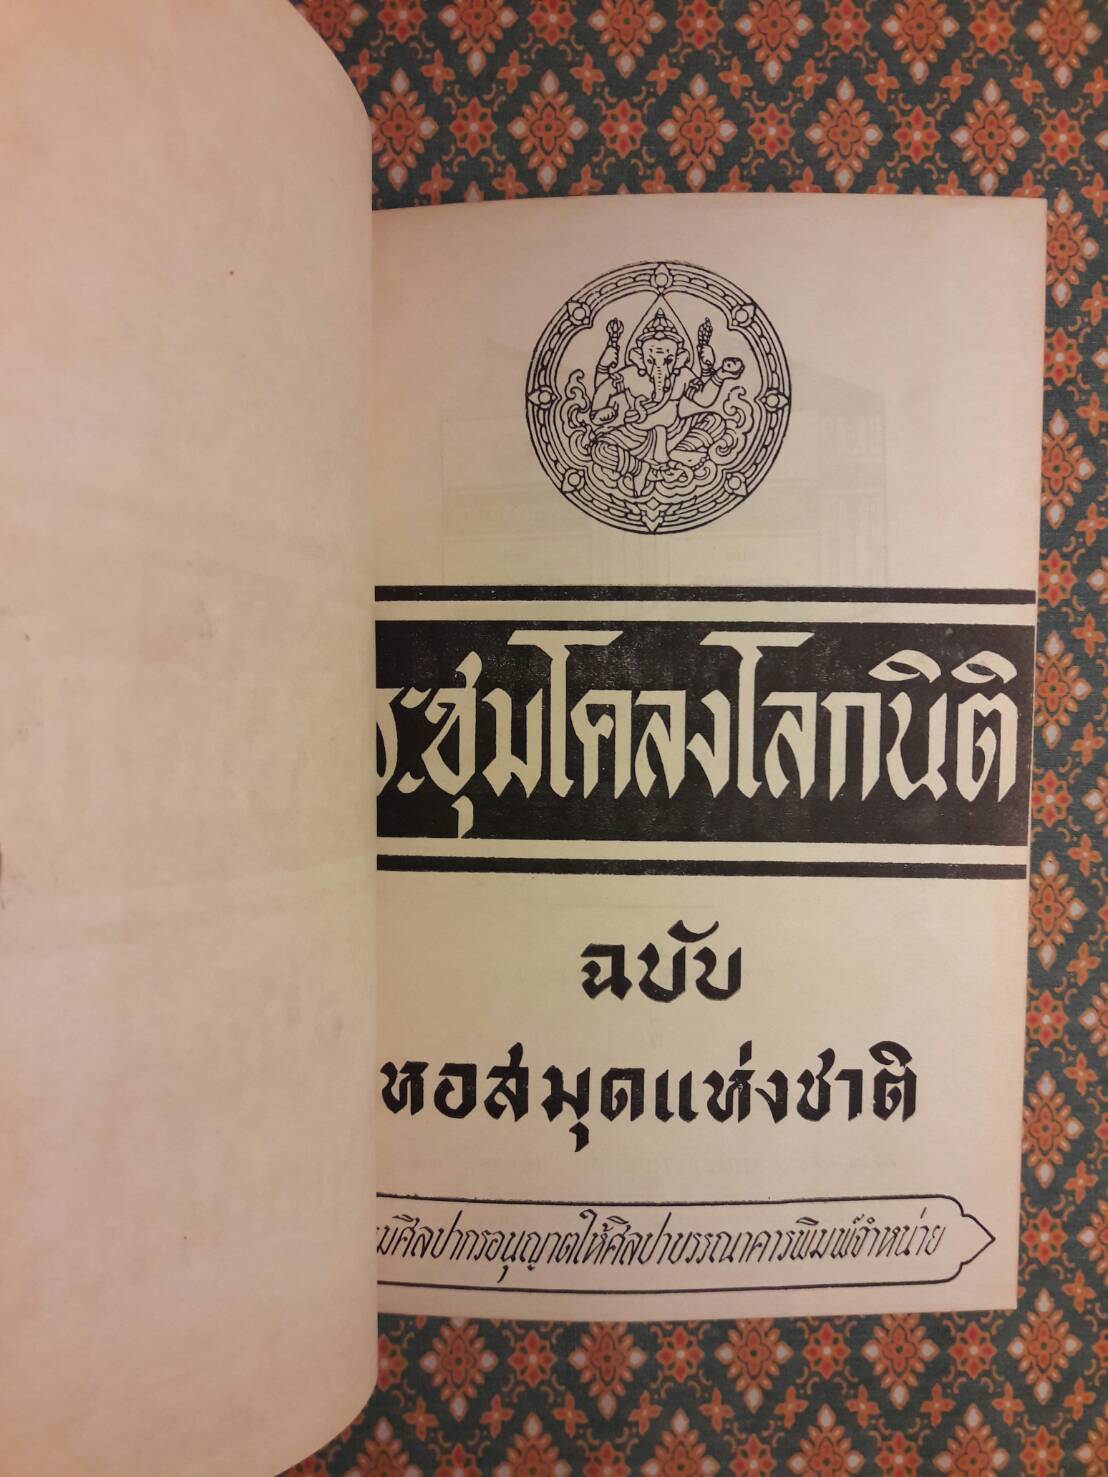 ระชุมโคลงโลกนิติ
ฉบับ
หอสมุดแห่งชาติ
มศิลปากรอนุญาตให้ศิลปาบรรณาคารพิมพ์จำหน่าย